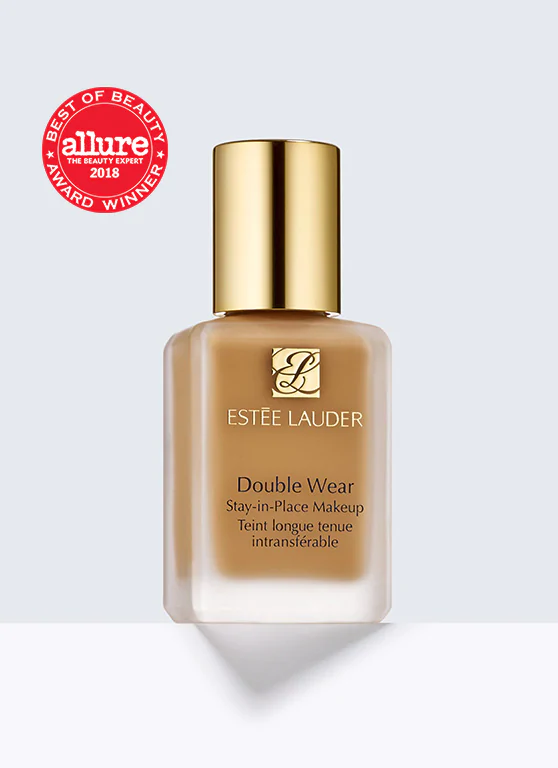 BEST OF BEAUTY
allure
THE BEAUTY EXPERT
2018
AWARD WINNER
EL
ESTĒE LAUDER
Double Wear
Stay-in-Place Makeup
Teint longue tenue
intransférable